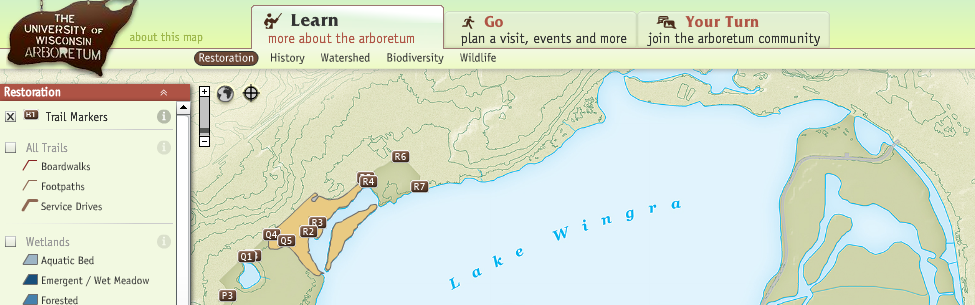 THE
UNIVERSITY OF
WISCONSIN
ARBORETUM
about this map
Learn
more about the arboretum
Go
plan a visit, events and more
Your Turn
join the arboretum community
Restoration
History
Watershed
Biodiversity
Wildlife
Restoration
R1 Trail Markers
All Trails
Boardwalks
Footpaths
Service Drives
Wetlands
Aquatic Bed
Emergent / Wet Meadow
Forested
R6
R4
R7
R3
R2
Q4
Q5
Q1
P3
Lake Wingra